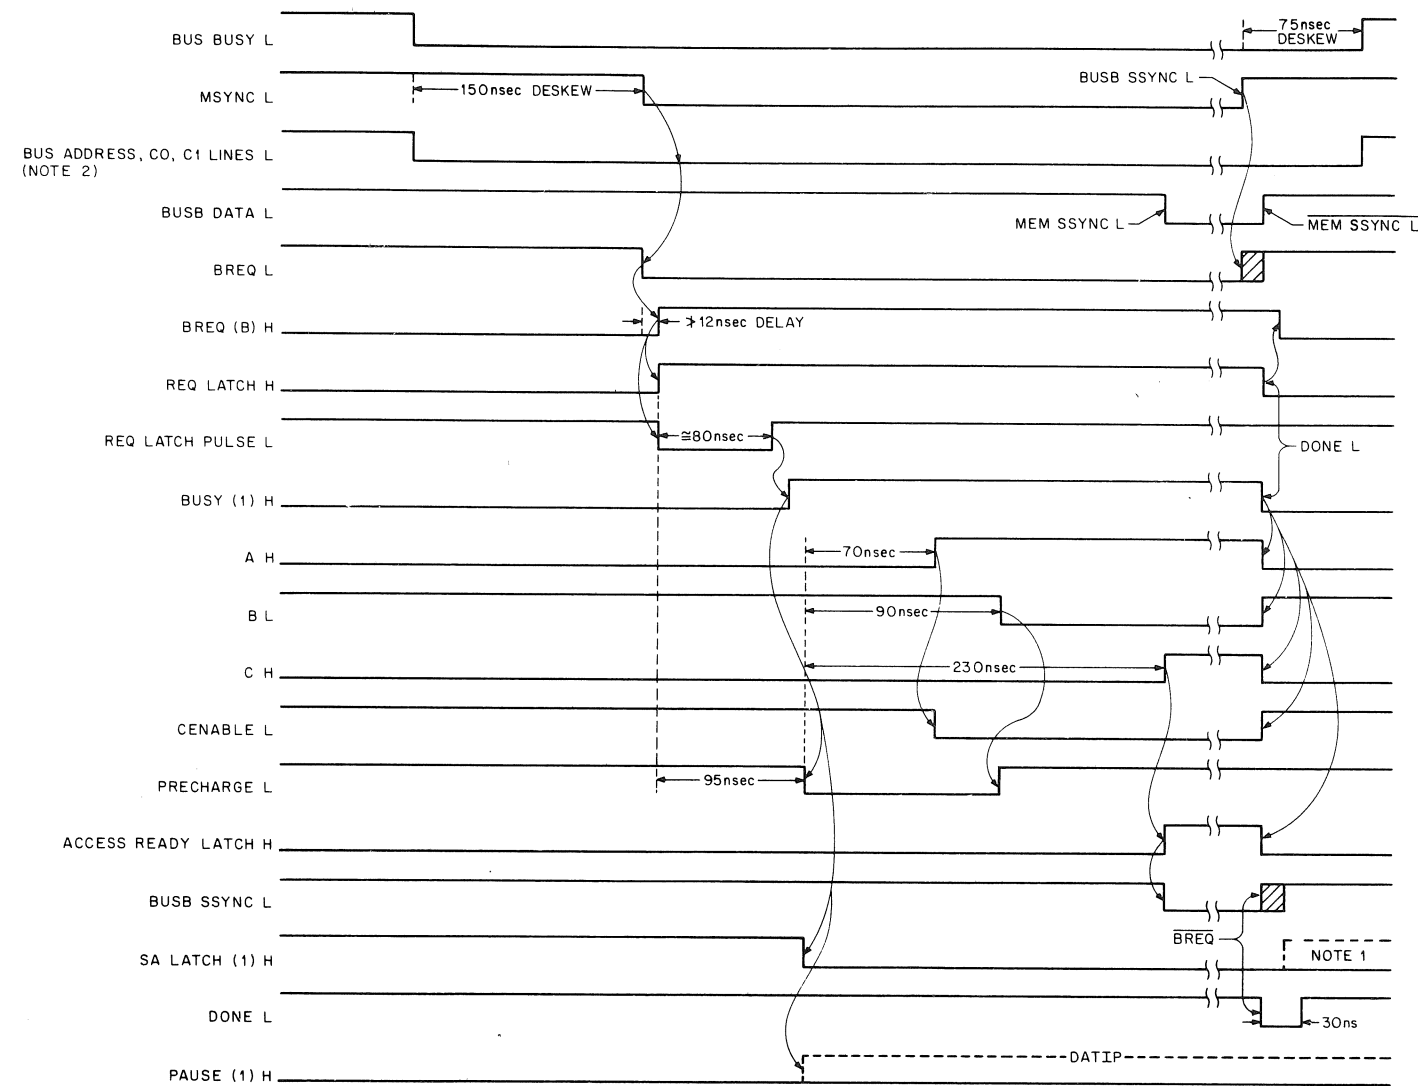 BUS BUSY L
75nsec
DESKEW
MSYNC L
150nsec DESKEW
BUSB SSYNC L
BUS ADDRESS, C0, C1 LINES L
(NOTE 2)
BUSB DATA L
MEM SSYNC L
MEM SSYNC L
BREQ L
BREQ (B) H
≯12nsec DELAY
REQ LATCH H
REQ LATCH PULSE L
≅80nsec
DONE L
BUSY (1) H
A H
70nsec
B L
90nsec
C H
230nsec
CENABLE L
PRECHARGE L
95nsec
ACCESS READY LATCH H
BUSB SSYNC L
BREQ
SA LATCH (1) H
NOTE 1
DONE L
30ns
DATIP
PAUSE (1) H